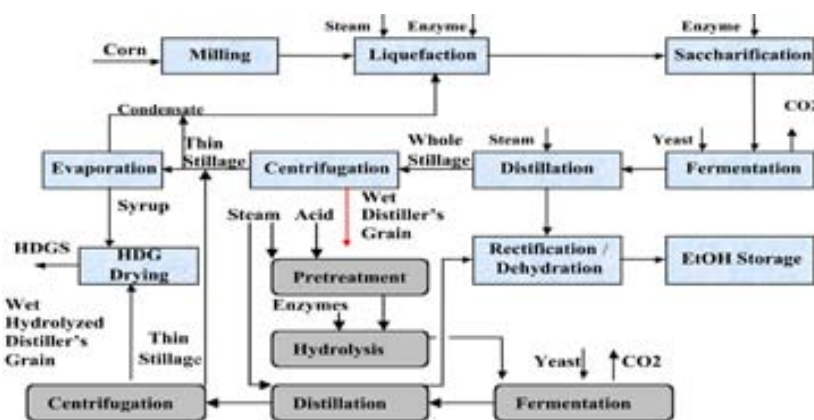 Steam
Enzyme
Enzyme
Corn
Milling
Liquefaction
Saccharification
Condensate
CO2
Thin
Stillage
Whole
Stillage
Steam
Yeast
Evaporation
Centrifugation
Distillation
Fermentation
Syrup
Steam
Acid
Wet
Distiller's
Grain
HDGS
HDG
Drying
Rectification /
Dehydration
EtOH Storage
Pretreatment
Enzymes
Wet
Hydrolyzed
Distiller's
Grain
Thin
Stillage
Hydrolysis
Yeast
CO2
Centrifugation
Distillation
Fermentation